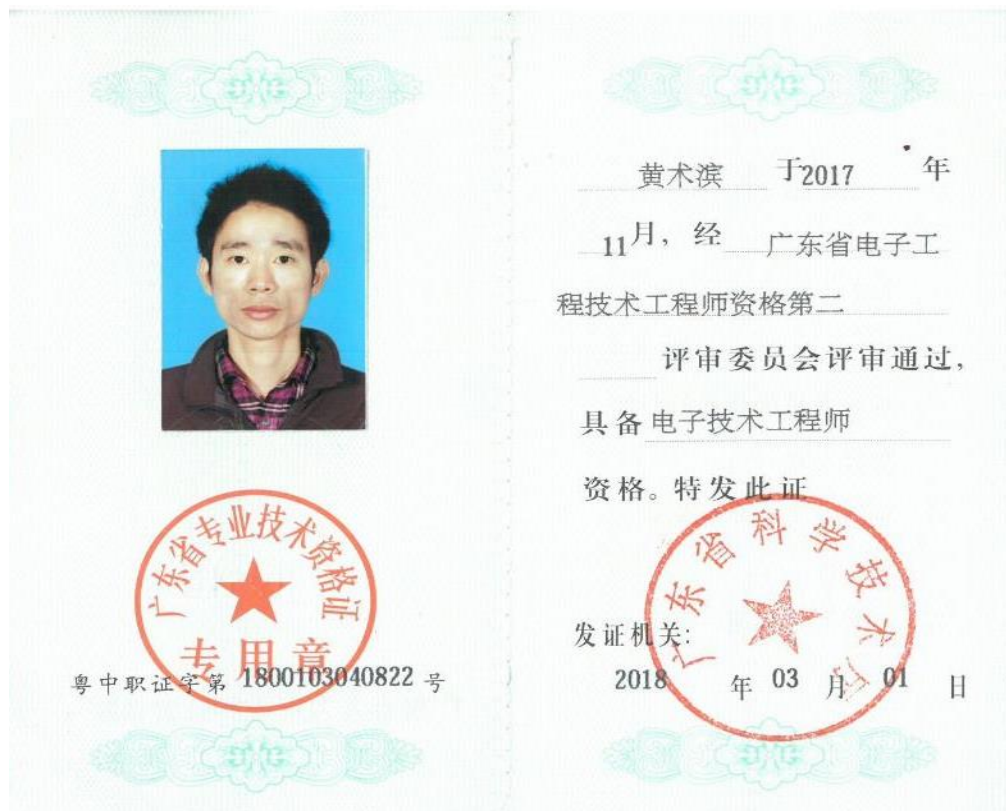 广东省专业技术资格证
专用章
粤中职证字第 1800103040822 号
黄术滨 于2017 年
11月，经 广东省电子工
程技术工程师资格第二
评审委员会评审通过，
具备 电子技术工程师
资格。特发此证
广东省科学技术厅
发证机关:
2018 年 03 月 01 日